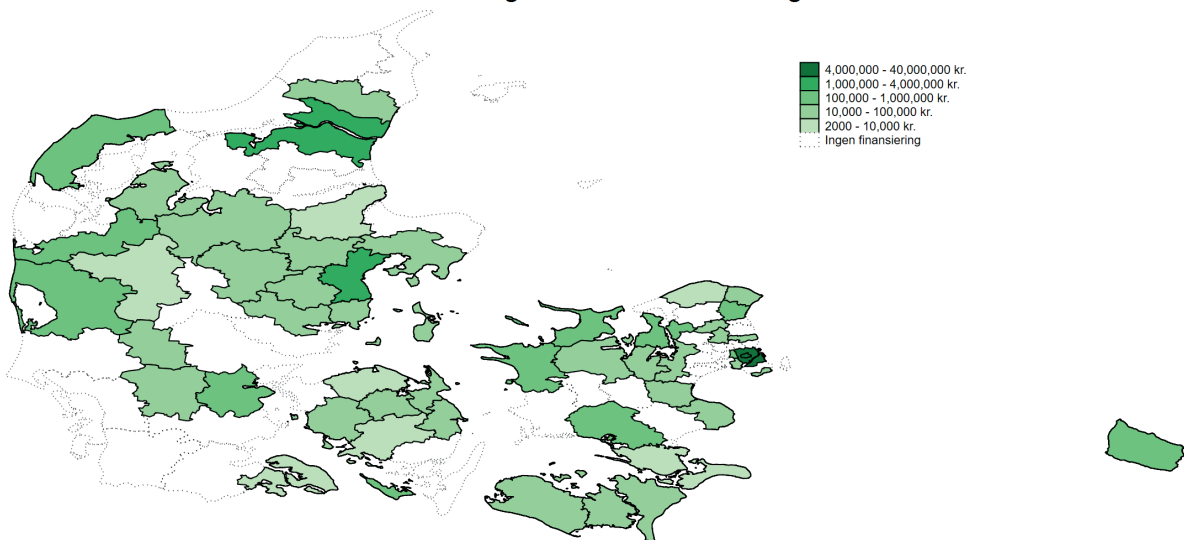 4,000,000 - 40,000,000 kr.
1,000,000 - 4,000,000 kr.
100,000 - 1,000,000 kr.
10,000 - 100,000 kr.
2000 - 10,000 kr.
Ingen finansiering